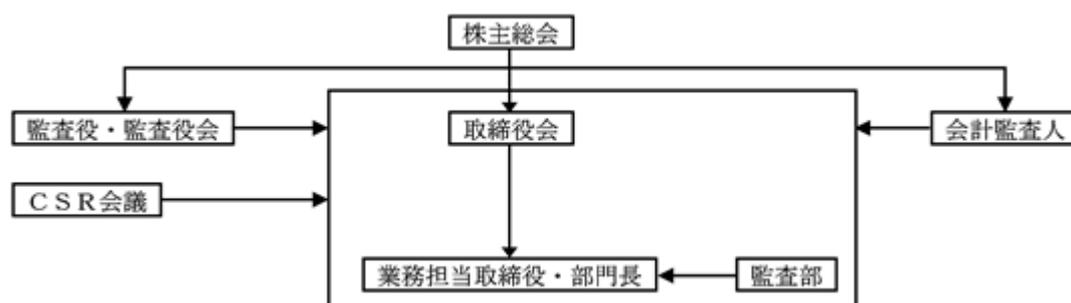 株主総会
監査役・監査役会
取締役会
会計監査人
ＣＳＲ会議
業務担当取締役・部門長
監査部